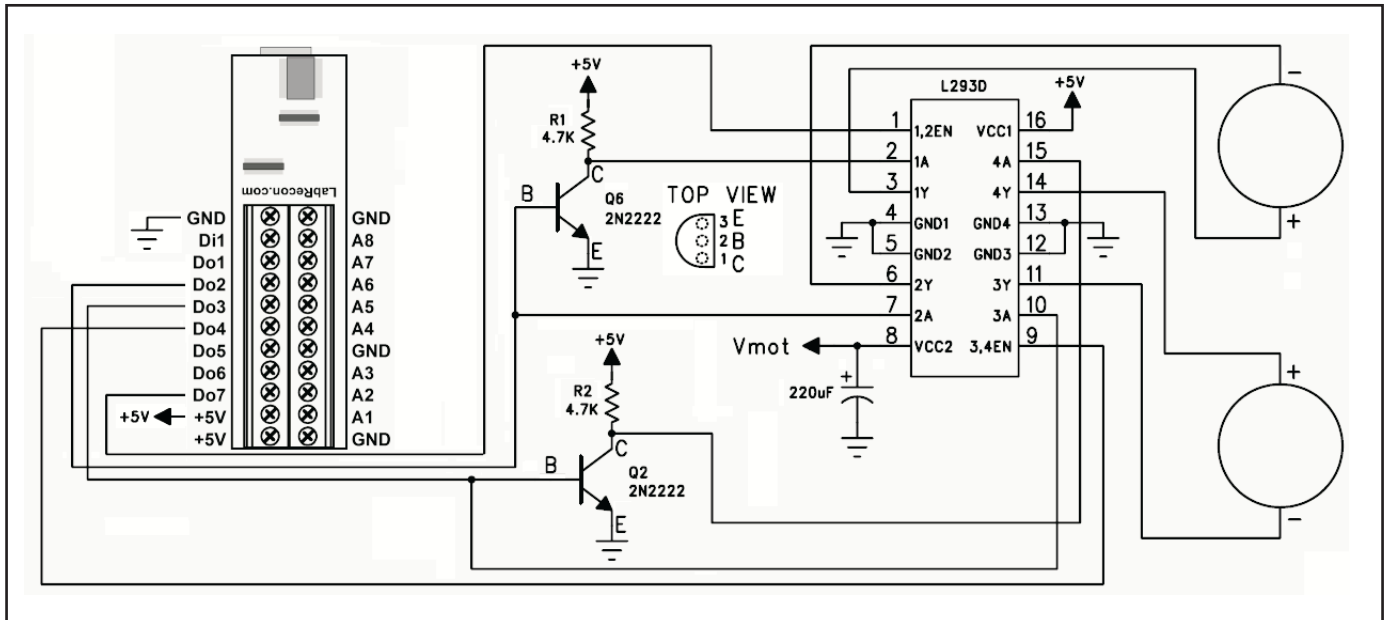 LabRecon.com
GND
Di1
Do1
Do2
Do3
Do4
Do5
Do6
Do7
+5V
+5V
+5V
GND
A8
A7
A6
A5
A4
GND
A3
A2
A1
GND
+5V
R1
4.7K
C
B
E
Q6
2N2222
TOP VIEW
3 E
2 B
1 C
+5V
R2
4.7K
C
B
E
Q2
2N2222
Vmot
+
220uF
L293D
1
2
3
4
5
6
7
8
1,2EN
1A
1Y
GND1
GND2
2Y
2A
VCC2
VCC1
4A
4Y
GND4
GND3
3Y
3A
3,4EN
16
15
14
13
12
11
10
9
+5V
-
+
+
-